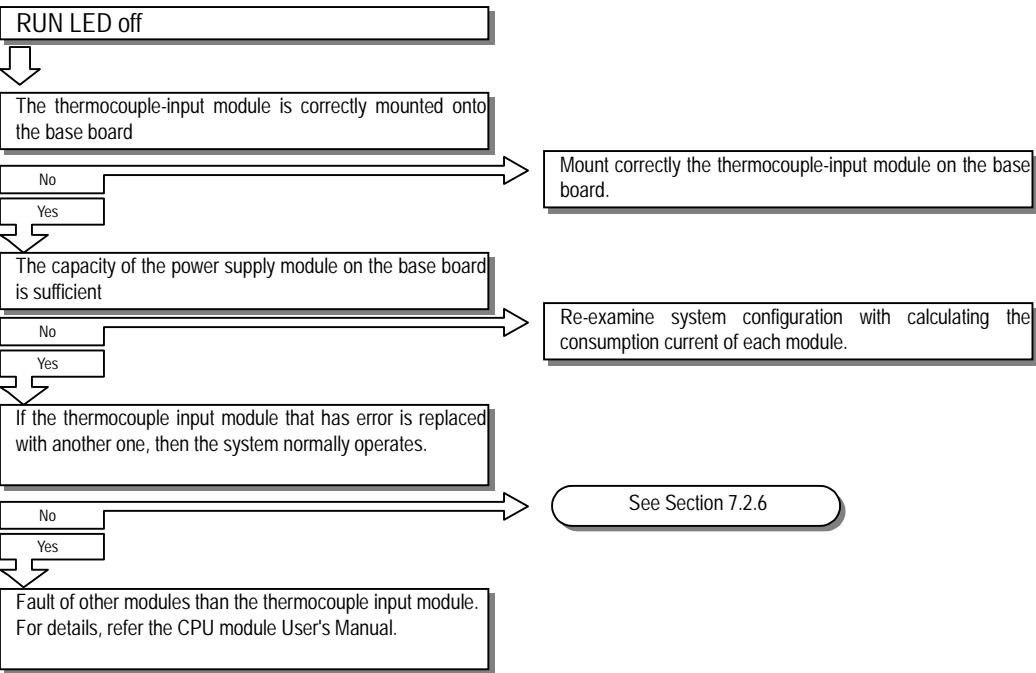 RUN LED off
The thermocouple-input module is correctly mounted onto
the base board
No
Mount correctly the thermocouple-input module on the base
board.
Yes
The capacity of the power supply module on the base board
is sufficient
No
Re-examine system configuration with calculating the
consumption current of each module.
Yes
If the thermocouple input module that has error is replaced
with another one, then the system normally operates.
No
See Section 7.2.6
Yes
Fault of other modules than the thermocouple input module.
For details, refer the CPU module User's Manual.